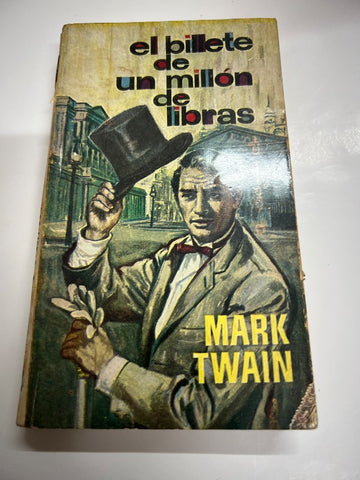 el billete
de
un millón
de
libras
MARK
TWAIN